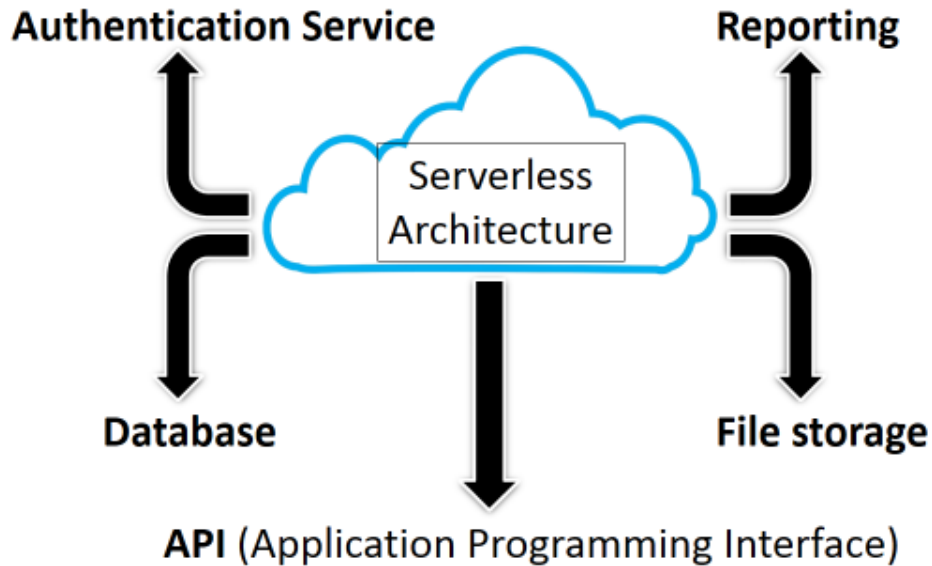 Authentication Service
Reporting
Serverless
Architecture
Database
File storage
API (Application Programming Interface)